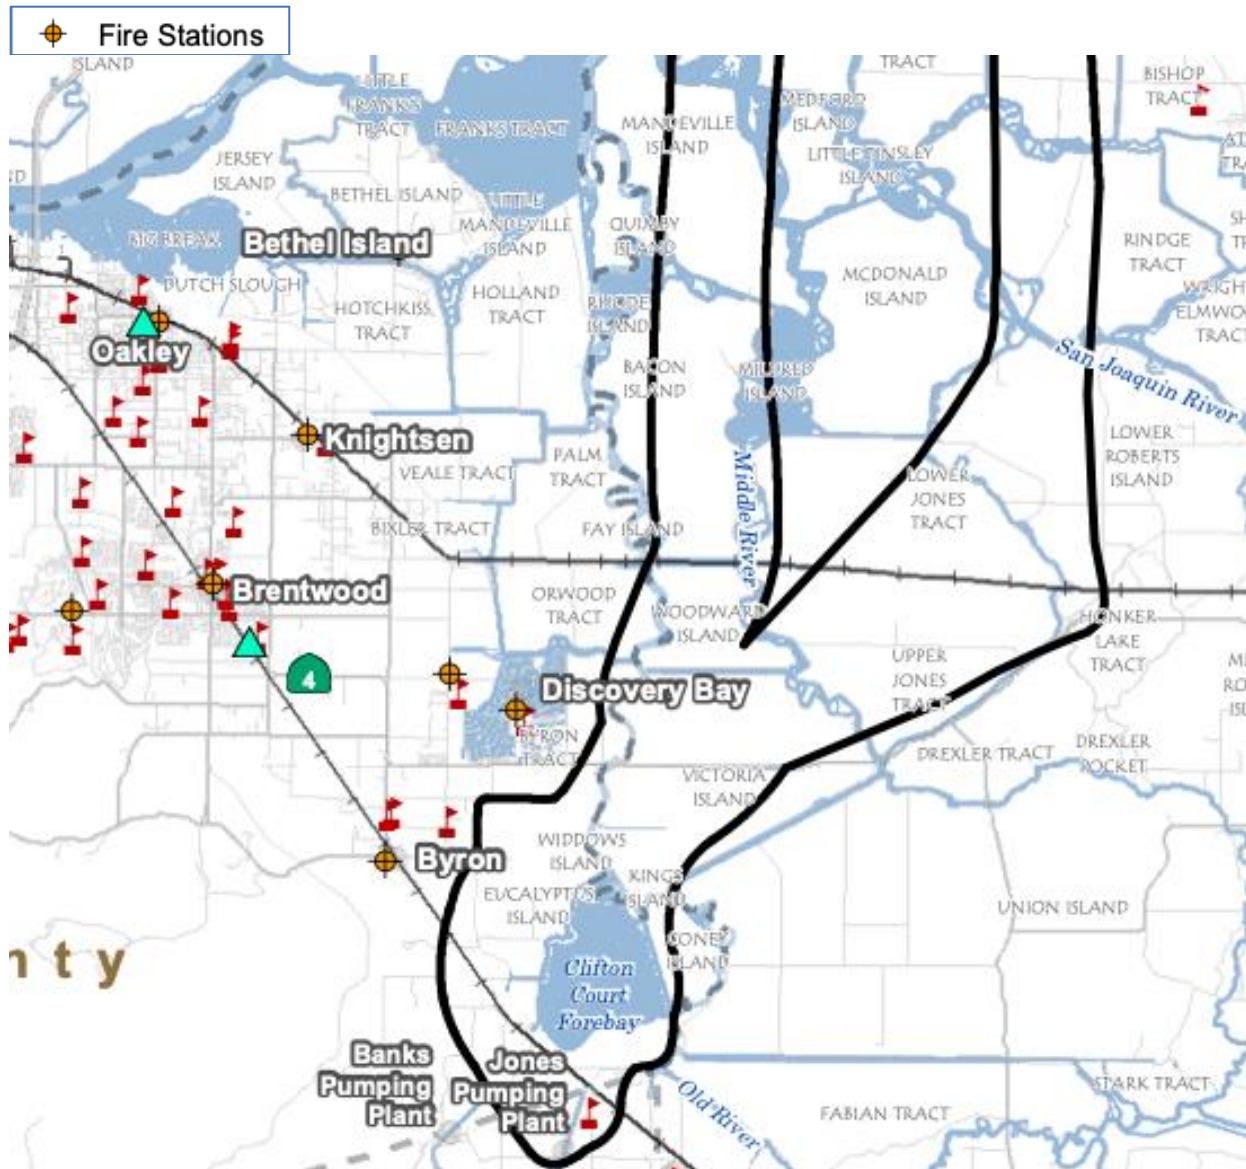 Fire Stations
ISLAND
TRACT
BISHOP
TRACT
LITTLE
FRANKS
TRACT
FRANKS TRACT
MANDEVILLE
ISLAND
MEDFORD
ISLAND
LITTLE TINSLEY
ISLAND
JERSEY
ISLAND
BETHEL ISLAND
LITTLE
MANDEVILLE
ISLAND
QUIMBY
ISLAND
RINDGE
TRACT
BIG BREAK
Bethel Island
DUTCH SLOUGH
HOTCHKISS
TRACT
HOLLAND
TRACT
RHODE
ISLAND
MCDONALD
ISLAND
WRIGHT
ELMWOO
TRACT
Oakley
BACON
ISLAND
MILDRED
ISLAND
San Joaquin River
Knightsen
VEALE TRACT
PALM
TRACT
Middle River
LOWER
JONES
TRACT
LOWER
ROBERTS
ISLAND
BIXLER TRACT
FAY ISLAND
Brentwood
ORWOOD
TRACT
WOODWARD
ISLAND
HONKER
LAKE
TRACT
4
UPPER
JONES
TRACT
Discovery Bay
BYRON
TRACT
DREXLER TRACT
DREXLER
POCKET
VICTORIA
ISLAND
Byron
WIDDOWS
ISLAND
EUCALYPTUS
ISLAND
KINGS
ISLAND
UNION ISLAND
CONEY
ISLAND
nty
Clifton
Court
Forebay
Banks
Pumping
Plant
Jones
Pumping
Plant
Old River
FABIAN TRACT
STARK TRACT